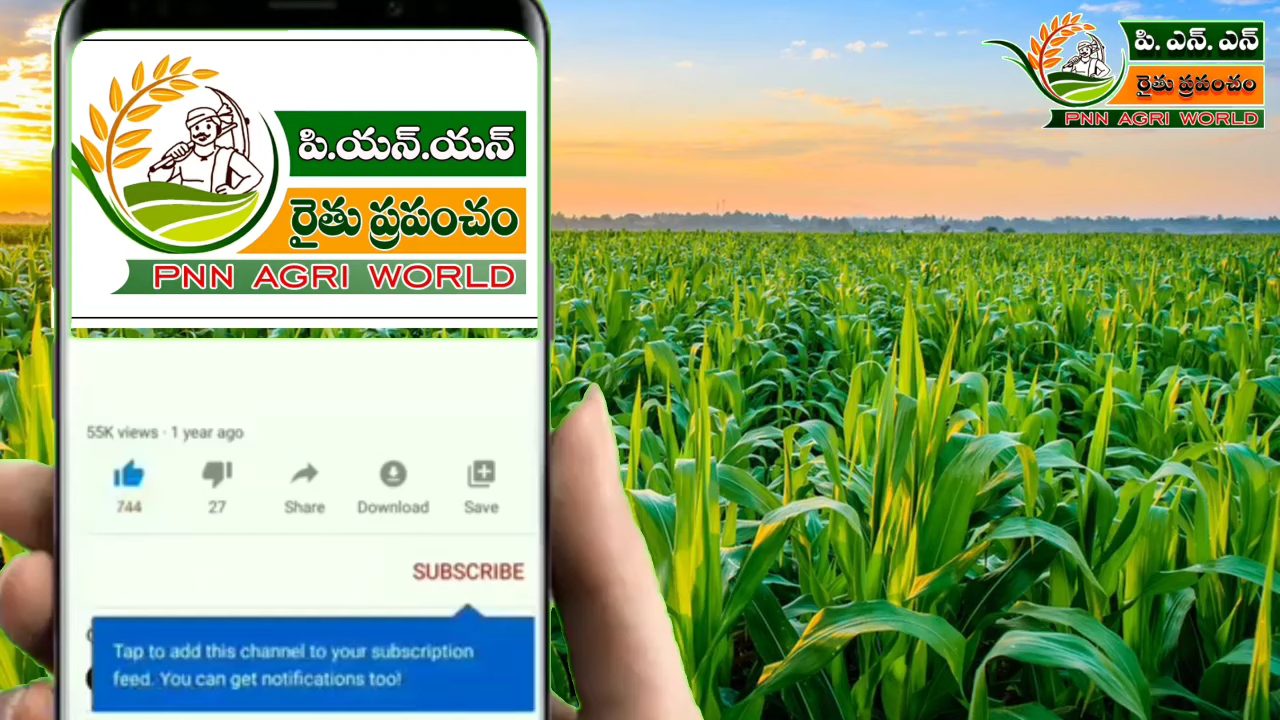 పి.యన్.యన్
రైతు ప్రపంచం
PNN AGRI WORLD
55K views · 1 year ago
744
27
Share
Download
Save
SUBSCRIBE
Tap to add this channel to your subscription
feed. You can get notifications too!
పి. ఎన్. ఎన్
రైతు ప్రపంచం
PNN AGRI WORLD